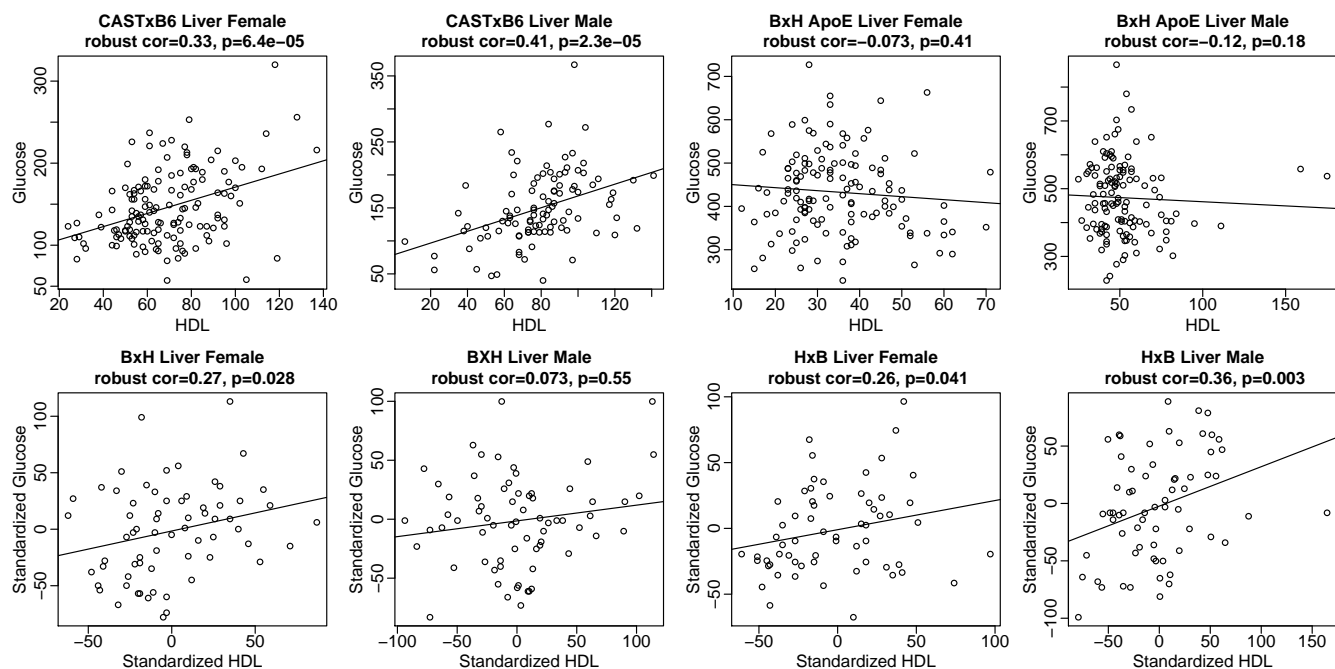 CASTxB6 Liver Female
robust cor=0.33, p=6.4e−05
Glucose
50 100 200 300
20 40 60 80 100 120 140
HDL
CASTxB6 Liver Male
robust cor=0.41, p=2.3e−05
Glucose
50 150 250 350
20 40 60 80 100 120 140
HDL
BxH ApoE Liver Female
robust cor=−0.073, p=0.41
Glucose
300 400 500 600 700
10 20 30 40 50 60 70
HDL
BxH ApoE Liver Male
robust cor=−0.12, p=0.18
Glucose
300 500 700
50 100 150
HDL
BxH Liver Female
robust cor=0.27, p=0.028
Standardized Glucose
−50 0 50 100
−50 0 50
Standardized HDL
BXH Liver Male
robust cor=0.073, p=0.55
Standardized Glucose
−50 0 50 100
−100 −50 0 50 100
Standardized HDL
HxB Liver Female
robust cor=0.26, p=0.041
Standardized Glucose
−50 0 50 100
−50 0 50 100
Standardized HDL
HxB Liver Male
robust cor=0.36, p=0.003
Standardized Glucose
−100 −50 0 50
−50 0 50 100 150
Standardized HDL